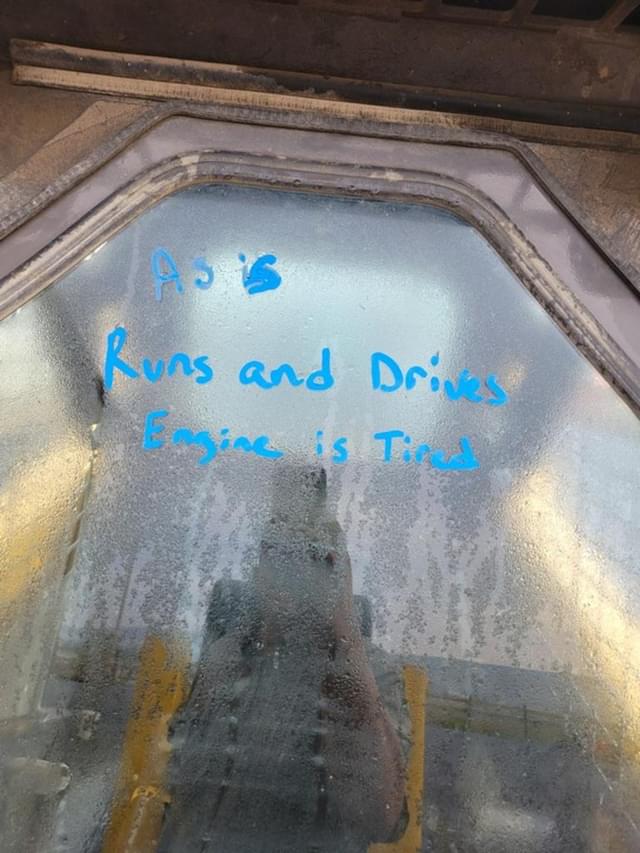 As is
Runs and Drives
Engine is Tired